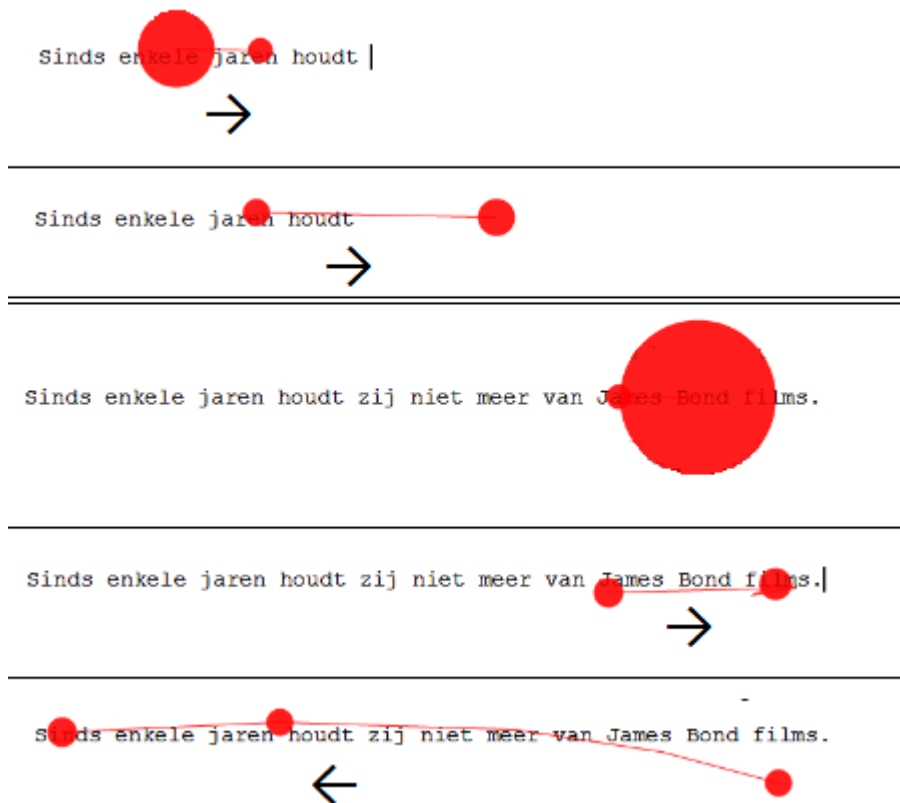 Sinds enkele jaren houdt
Sinds enkele jaren houdt
Sinds enkele jaren houdt zij niet meer van James Bond films.
Sinds enkele jaren houdt zij niet meer van James Bond films.
Sinds enkele jaren houdt zij niet meer van James Bond films.